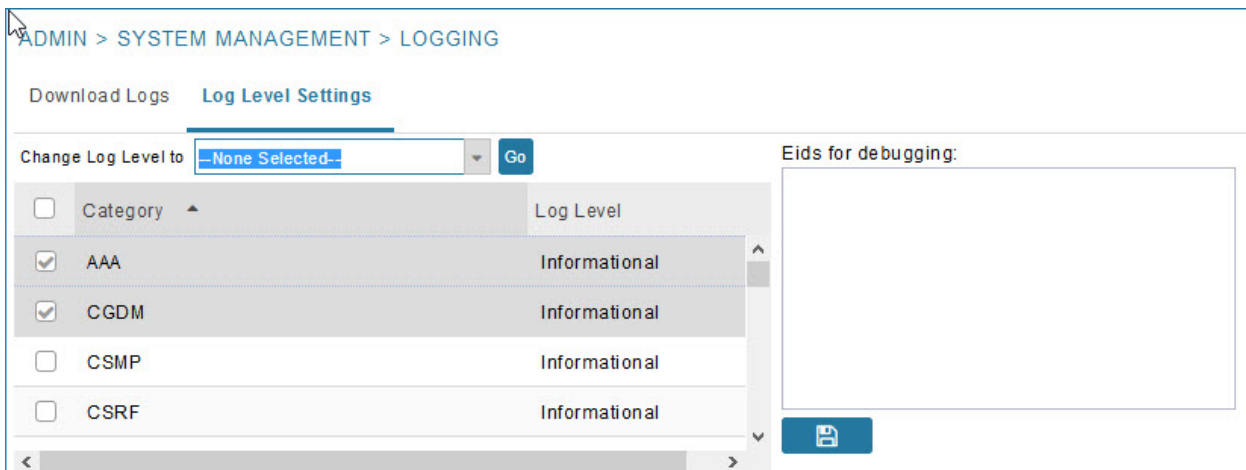 ADMIN > SYSTEM MANAGEMENT > LOGGING
Download Logs Log Level Settings
Change Log Level to --None Selected-- Go
Category Log Level
AAA Informational
CGDM Informational
CSMP Informational
CSRF Informational
Eids for debugging: